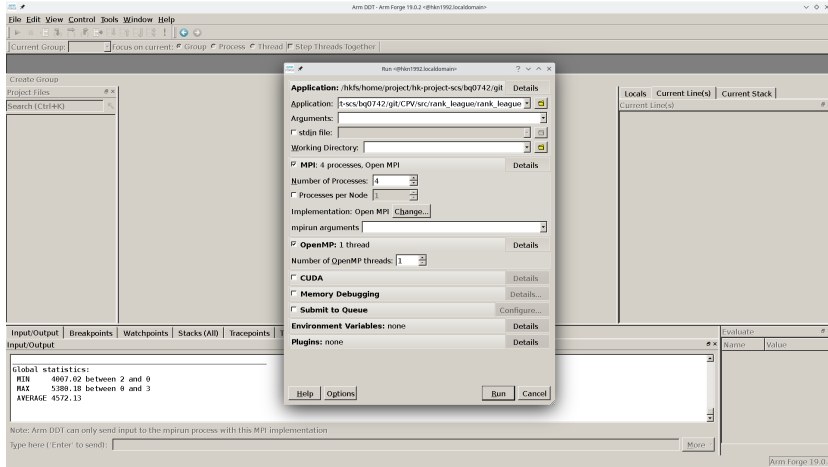 Arm DDT - Arm Forge 19.0.2 <@hkn1992.localdomain>
File Edit View Control Tools Window Help
Current Group: Focus on current: Group Process Thread Step Threads Together
Create Group
Project Files
Search (Ctrl+K)
Locals Current Line(s) Current Stack
Current Line(s)
Run <@hkn1992.localdomain>
Application: /hkfs/home/project/hk-project-scs/bq0742/git Details
Application: t-scs/bq0742/git/CPV/src/rank_league/rank_league
Arguments:
stdin file:
Working Directory:
MPI: 4 processes, Open MPI Details
Number of Processes: 4
Processes per Node 1
Implementation: Open MPI Change...
mpirun arguments
OpenMP: 1 thread Details
Number of OpenMP threads: 1
CUDA Details
Memory Debugging Details...
Submit to Queue Configure...
Environment Variables: none Details
Plugins: none Details
Help Options Run Cancel
Input/Output Breakpoints Watchpoints Stacks (All) Tracepoints
Input/Output
Global statistics:
MIN 4007.02 between 2 and 0
MAX 5380.18 between 0 and 3
AVERAGE 4572.13
Note: Arm DDT can only send input to the mpirun process with this MPI implementation
Type here ('Enter' to send): More
Evaluate
Name Value
Arm Forge 19.0.